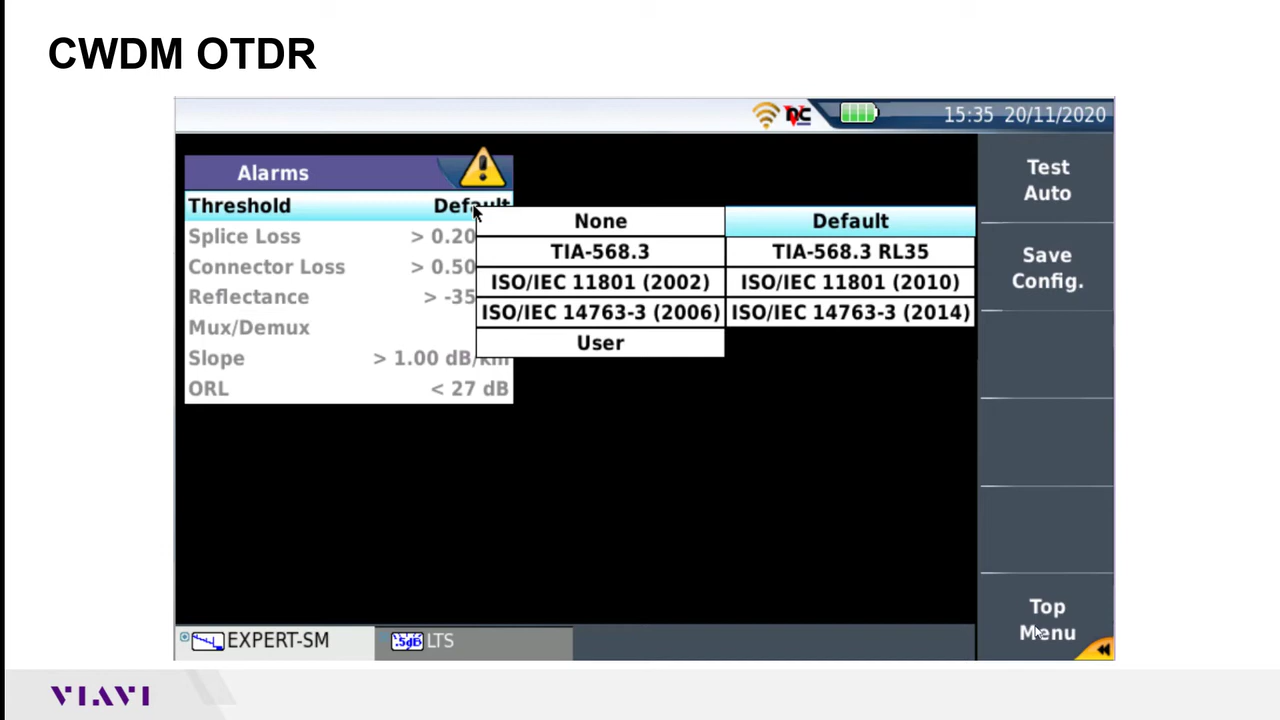 CWDM OTDR
15:35 20/11/2020
Alarms
Threshold Default
Splice Loss > 0.20
Connector Loss > 0.50
Reflectance > -35
Mux/Demux
Slope > 1.00 dB/km
ORL < 27 dB
None Default
TIA-568.3 TIA-568.3 RL35
ISO/IEC 11801 (2002) ISO/IEC 11801 (2010)
ISO/IEC 14763-3 (2006) ISO/IEC 14763-3 (2014)
User
Test
Auto
Save
Config.
Top
Menu
EXPERT-SM
.5dB LTS
VIAVI